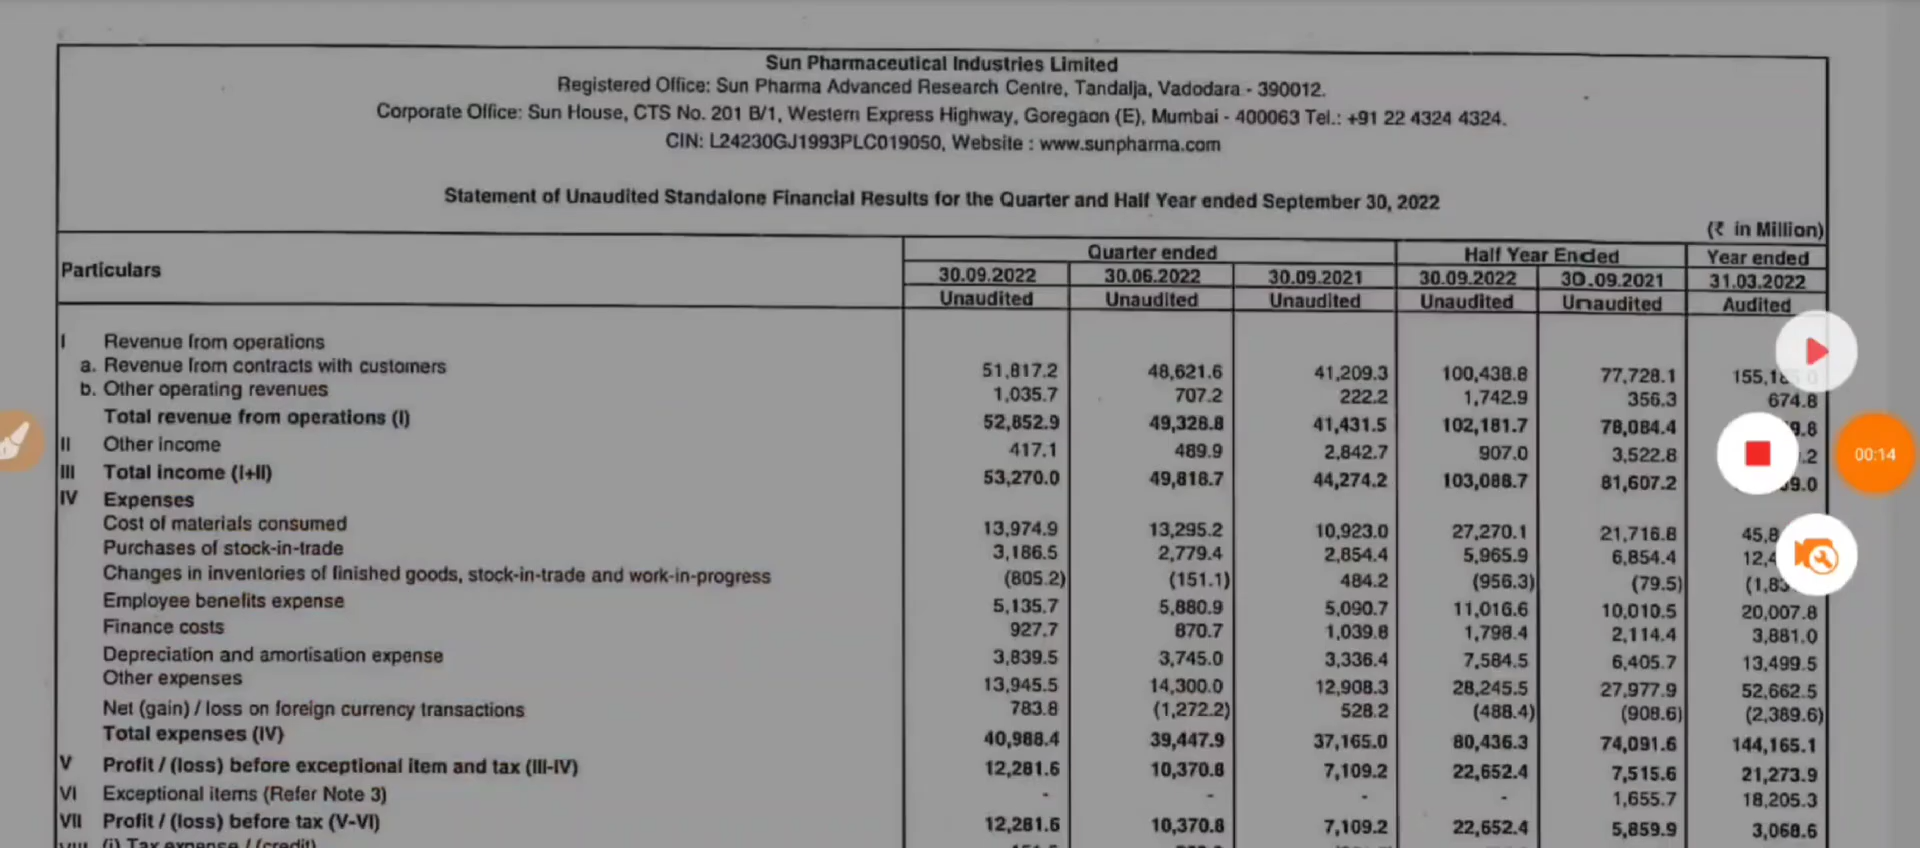 Sun Pharmaceutical Industries Limited
Registered Office: Sun Pharma Advanced Research Centre, Tandalja, Vadodara - 390012.
Corporate Office: Sun House, CTS No. 201 B/1, Western Express Highway, Goregaon (E), Mumbai - 400063 Tel.: +91 22 4324 4324.
CIN: L24230GJ1993PLC019050, Website : www.sunpharma.com
Statement of Unaudited Standalone Financial Results for the Quarter and Half Year ended September 30, 2022
(₹ in Million)
Particulars Quarter ended Half Year Ended Year ended
30.09.2022 30.06.2022 30.09.2021 30.09.2022 30.09.2021 31.03.2022
Unaudited Unaudited Unaudited Unaudited Unaudited Audited
I Revenue from operations
a. Revenue from contracts with customers 51,817.2 48,621.6 41,209.3 100,438.8 77,728.1
b. Other operating revenues 1,035.7 707.2 222.2 1,742.9 356.3 674.8
Total revenue from operations (I) 52,852.9 49,328.8 41,431.5 102,181.7 78,084.4
II Other income 417.1 489.9 2,842.7 907.0 3,522.8
III Total income (I+II) 53,270.0 49,818.7 44,274.2 103,088.7 81,607.2
IV Expenses
Cost of materials consumed 13,974.9 13,295.2 10,923.0 27,270.1 21,716.8
Purchases of stock-in-trade 3,186.5 2,779.4 2,854.4 5,965.9 6,854.4
Changes in inventories of finished goods, stock-in-trade and work-in-progress (805.2) (151.1) 484.2 (956.3) (79.5)
Employee benefits expense 5,135.7 5,880.9 5,090.7 11,016.6 10,010.5 20,007.8
Finance costs 927.7 870.7 1,039.8 1,798.4 2,114.4 3,881.0
Depreciation and amortisation expense 3,839.5 3,745.0 3,336.4 7,584.5 6,405.7 13,499.5
Other expenses 13,945.5 14,300.0 12,908.3 28,245.5 27,977.9 52,662.5
Net (gain) / loss on foreign currency transactions 783.8 (1,272.2) 528.2 (488.4) (908.6) (2,389.6)
Total expenses (IV) 40,988.4 39,447.9 37,165.0 80,436.3 74,091.6 144,165.1
V Profit / (loss) before exceptional item and tax (III-IV) 12,281.6 10,370.8 7,109.2 22,652.4 7,515.6 21,273.9
VI Exceptional items (Refer Note 3) - - - - 1,655.7 18,205.3
VII Profit / (loss) before tax (V-VI) 12,281.6 10,370.8 7,109.2 22,652.4 5,859.9 3,068.6
VIII (i) Tax expense / (credit)
00:14